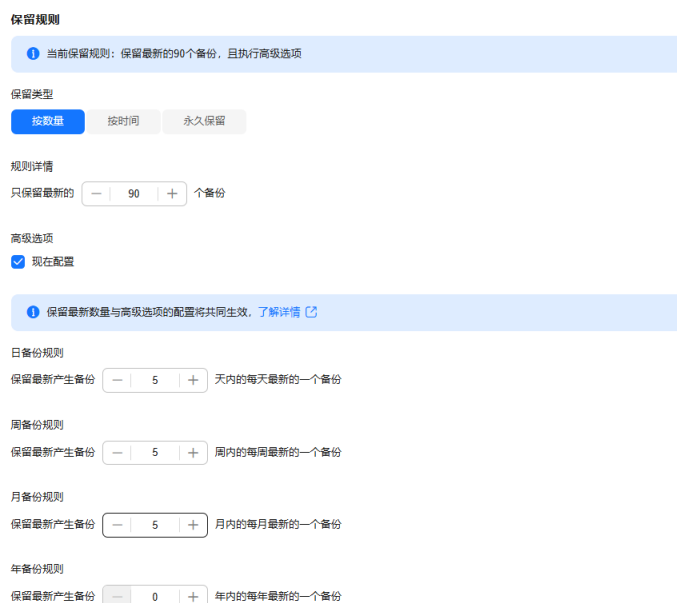 保留规则
当前保留规则：保留最新的90个备份，且执行高级选项
保留类型
按数量 按时间 永久保留
规则详情
只保留最新的 — 90 + 个备份
高级选项
现在配置
保留最新数量与高级选项的配置将共同生效，了解详情
日备份规则
保留最新产生备份 — 5 + 天内的每天最新的一个备份
周备份规则
保留最新产生备份 — 5 + 周内的每周最新的一个备份
月备份规则
保留最新产生备份 — 5 + 月内的每月最新的一个备份
年备份规则
保留最新产生备份 — 0 + 年内的每年最新的一个备份